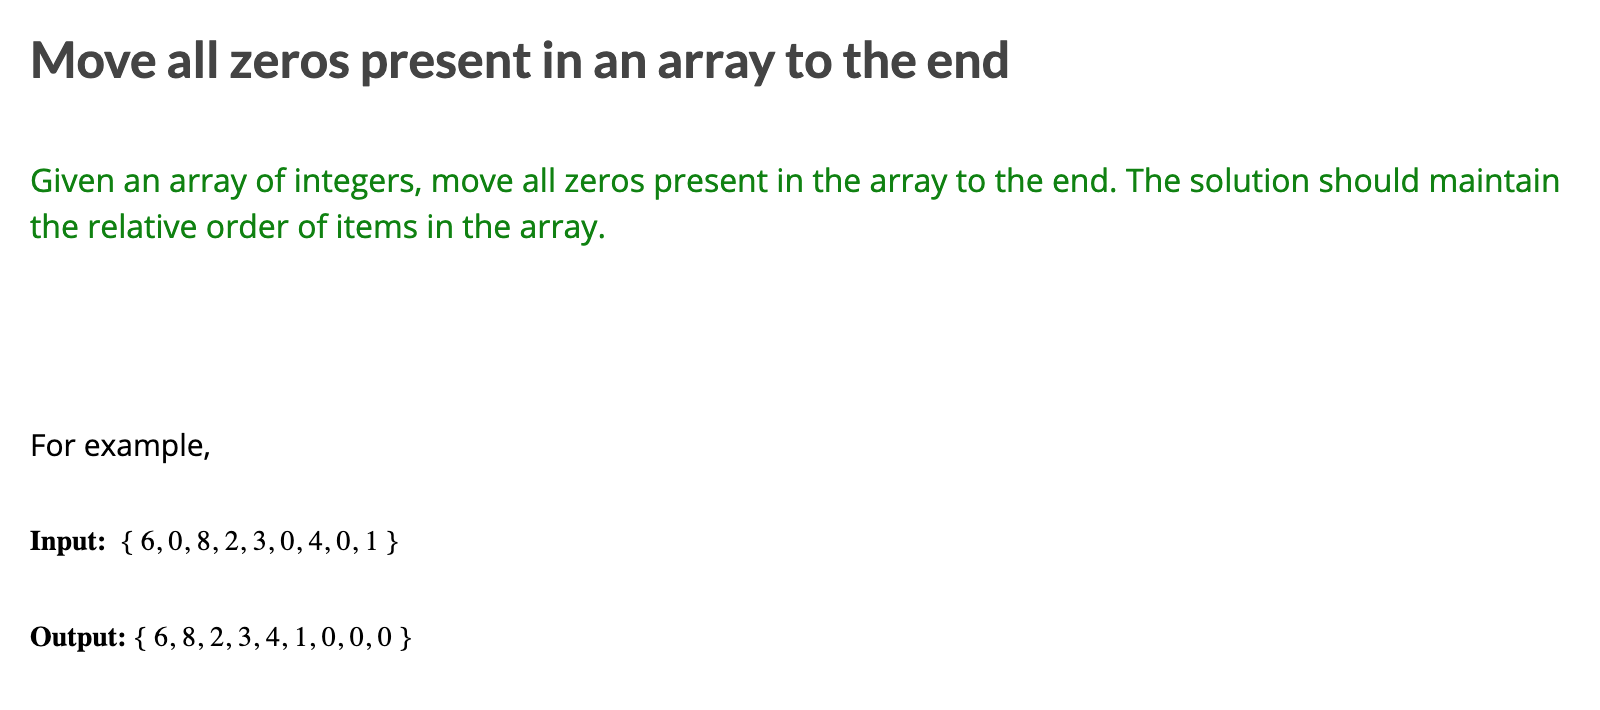 Move all zeros present in an array to the end
Given an array of integers, move all zeros present in the array to the end. The solution should maintain
the relative order of items in the array.
For example,
Input: { 6, 0, 8, 2, 3, 0, 4, 0, 1 }
Output: { 6, 8, 2, 3, 4, 1, 0, 0, 0 }